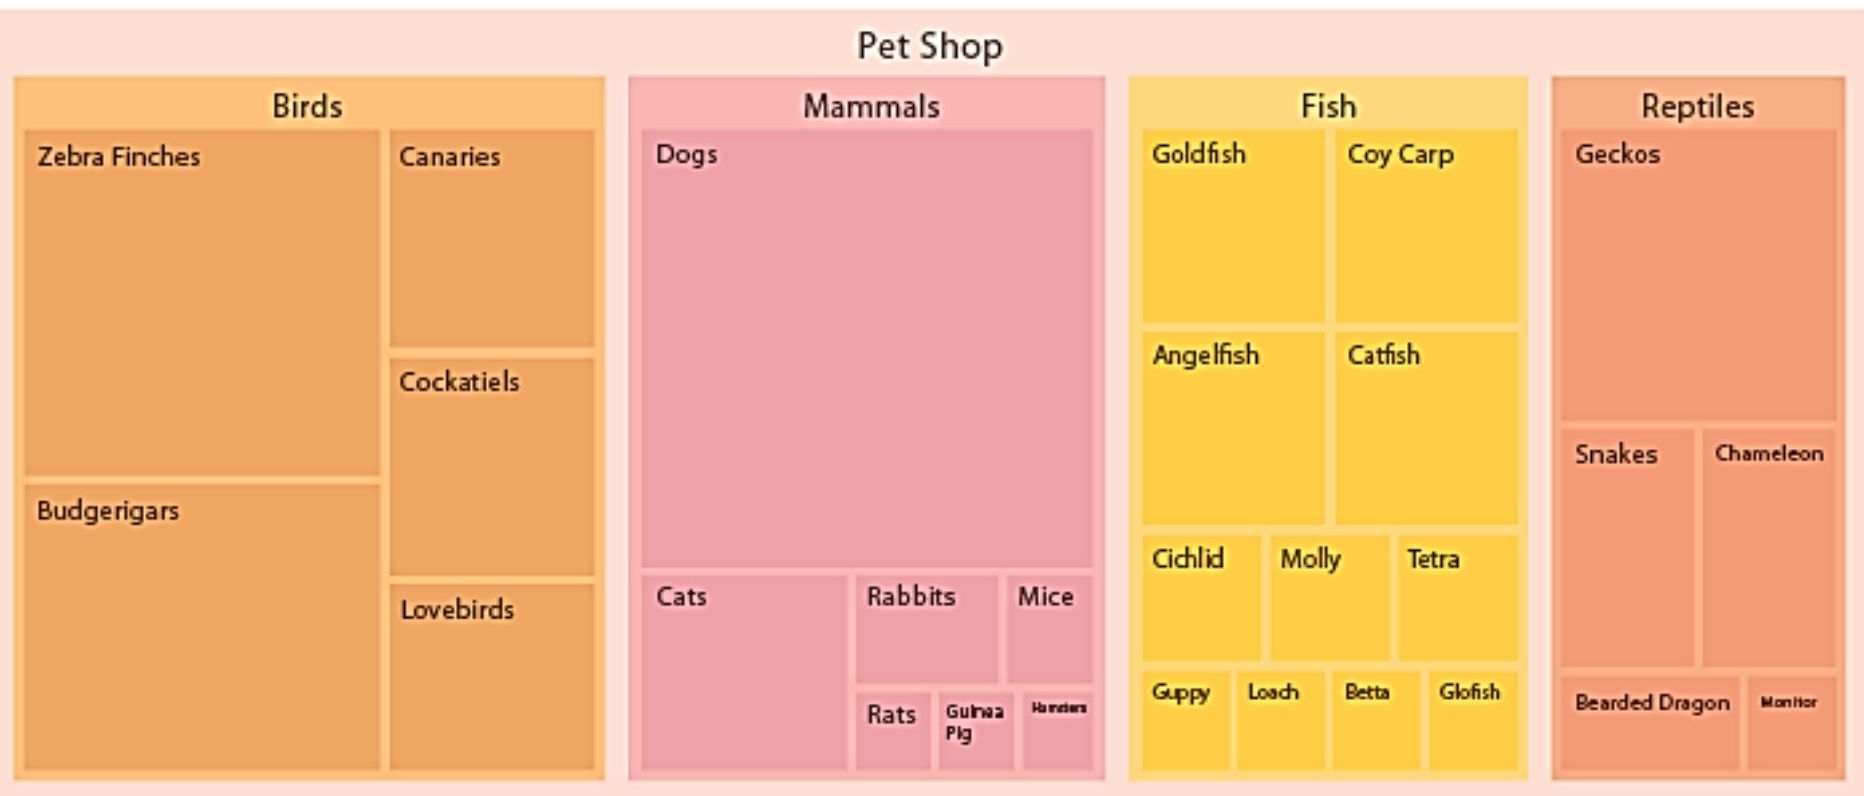 Pet Shop
Birds
Zebra Finches
Canaries
Cockatiels
Budgerigars
Lovebirds
Mammals
Dogs
Cats
Rabbits
Mice
Rats
Guinea
Pig
Hamsters
Fish
Goldfish
Coy Carp
Angelfish
Catfish
Cichlid
Molly
Tetra
Guppy
Loach
Betta
Glofish
Reptiles
Geckos
Snakes
Chameleon
Bearded Dragon
Monitor